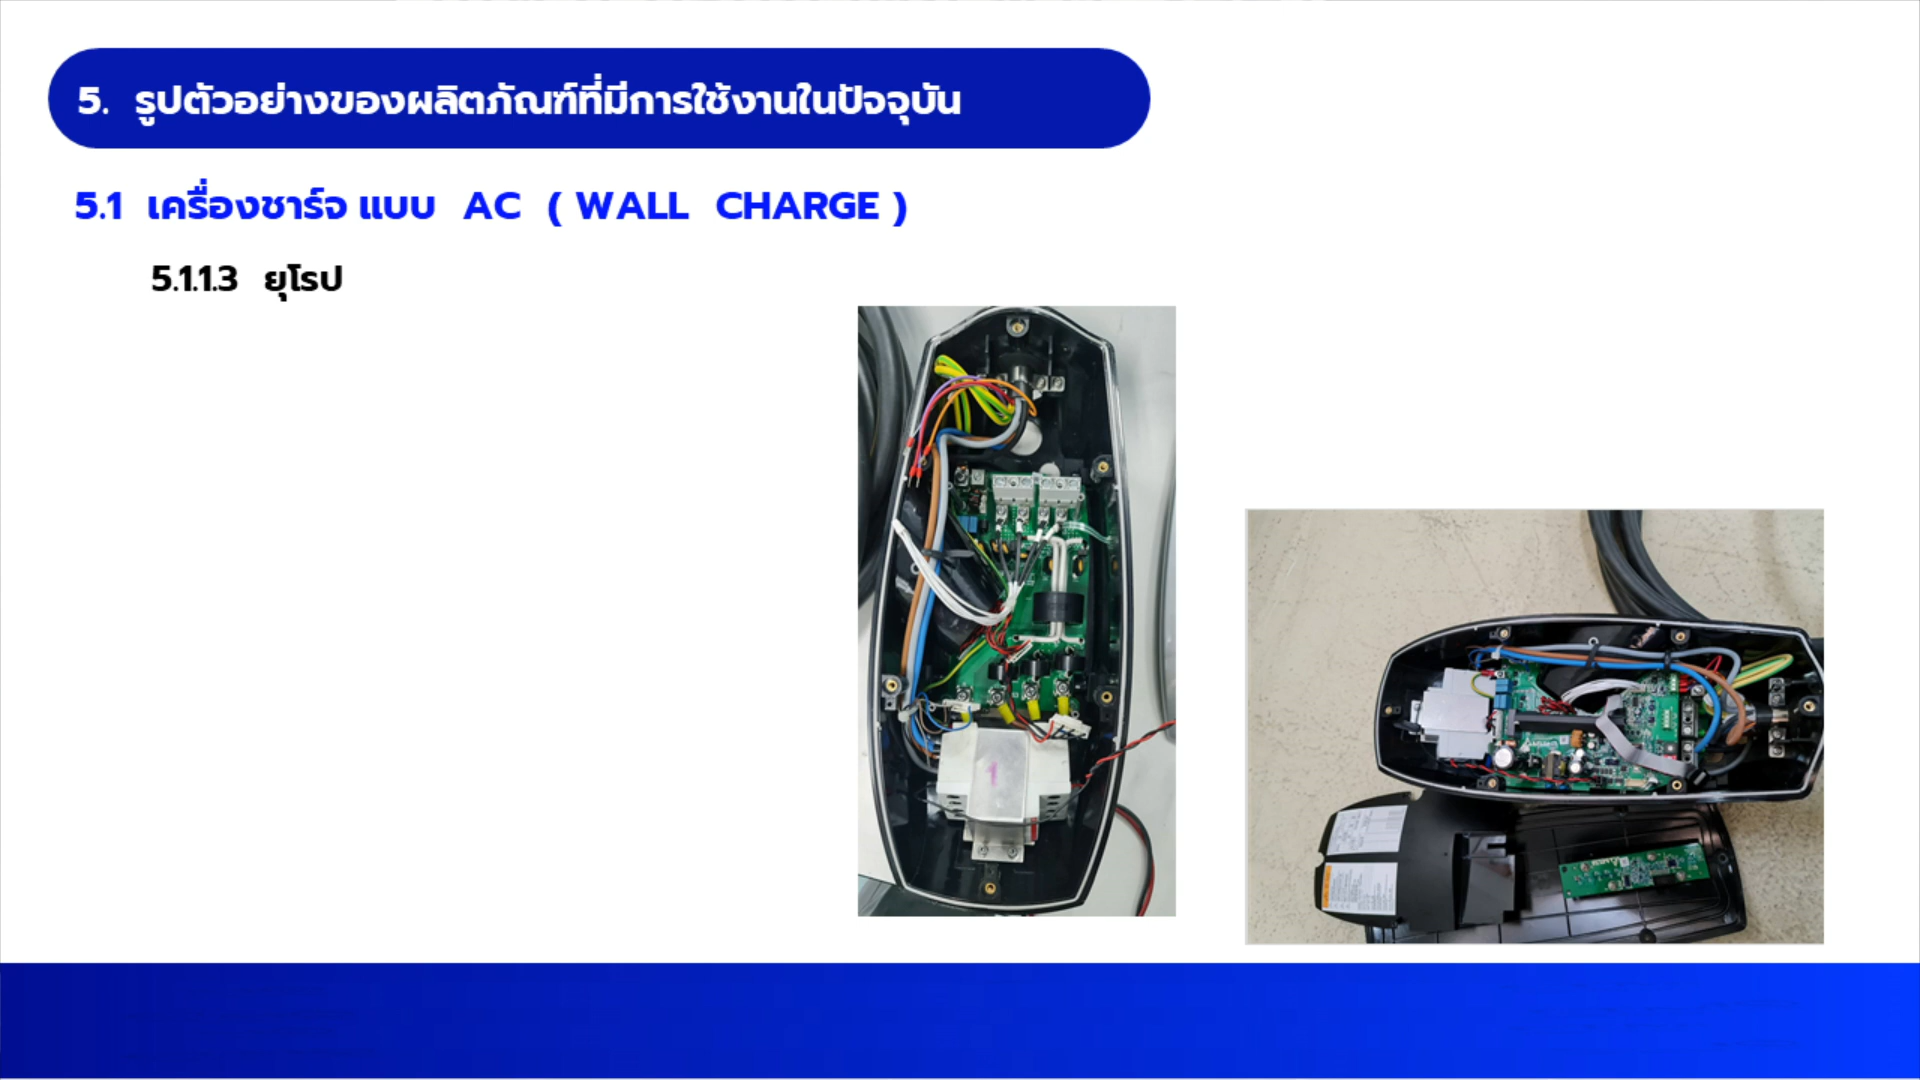 5. รูปตัวอย่างของผลิตภัณฑ์ที่มีการใช้งานในปัจจุบัน
5.1 เครื่องชาร์จ แบบ AC ( WALL CHARGE )
5.1.1.3 ยุโรป